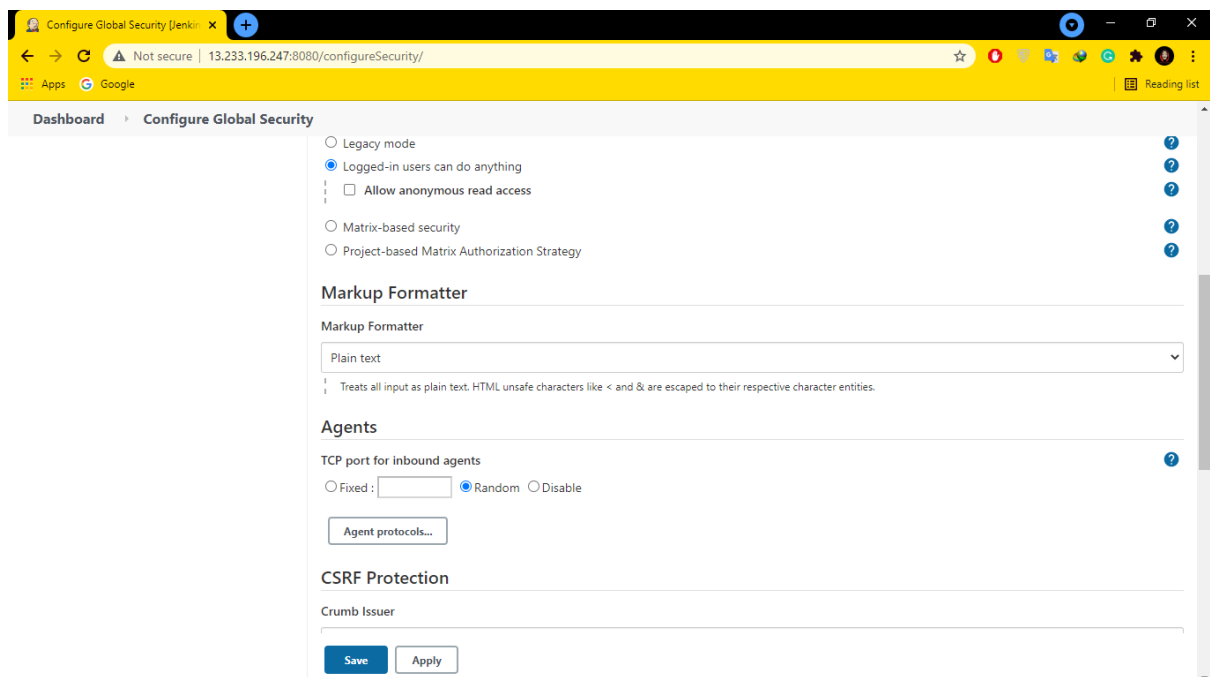 Configure Global Security [Jenkin
Not secure | 13.233.196.247:8080/configureSecurity/
Apps Google Reading list
Dashboard Configure Global Security
Legacy mode
Logged-in users can do anything
Allow anonymous read access
Matrix-based security
Project-based Matrix Authorization Strategy
Markup Formatter
Markup Formatter
Plain text
Treats all input as plain text. HTML unsafe characters like < and & are escaped to their respective character entities.
Agents
TCP port for inbound agents
Fixed : Random Disable
Agent protocols...
CSRF Protection
Crumb Issuer
Save Apply